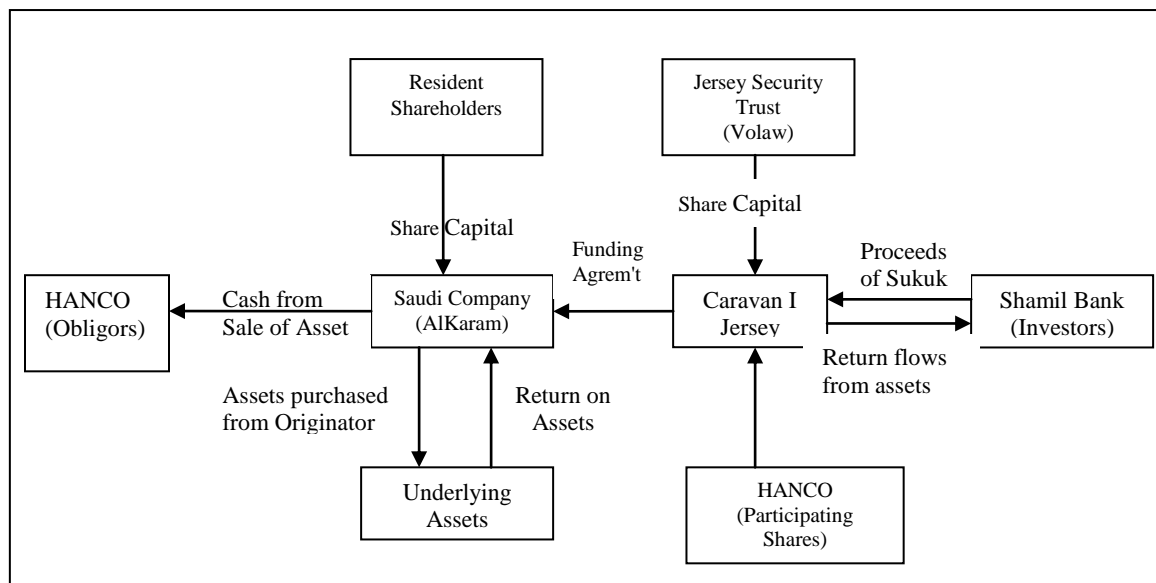 Resident
Shareholders
Jersey Security
Trust
(Volaw)
Share Capital
Share Capital
Funding
Agrem't
Proceeds
of Sukuk
HANCO
(Obligors)
Cash from
Sale of Asset
Saudi Company
(AlKaram)
Caravan I
Jersey
Shamil Bank
(Investors)
Return flows
from assets
Assets purchased
from Originator
Return on
Assets
Underlying
Assets
HANCO
(Participating
Shares)